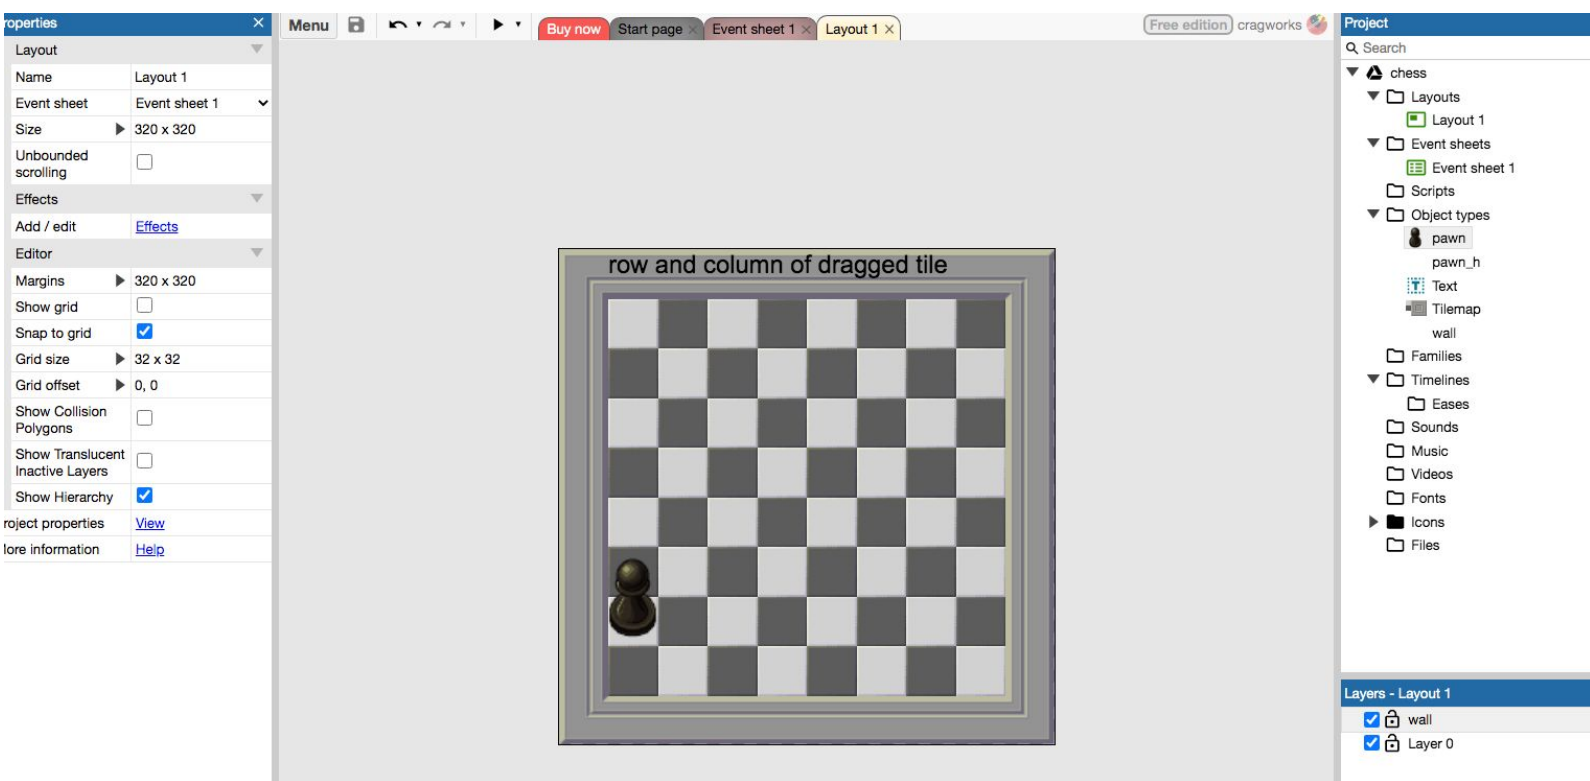 roperties
Layout
Name Layout 1
Event sheet Event sheet 1
Size 320 x 320
Unbounded
scrolling
Effects
Add / edit Effects
Editor
Margins 320 x 320
Show grid
Snap to grid
Grid size 32 x 32
Grid offset 0, 0
Show Collision
Polygons
Show Translucent
Inactive Layers
Show Hierarchy
roject properties View
lore information Help
Menu Buy now Start page Event sheet 1 Layout 1 Free edition cragworks
row and column of dragged tile
Project
Search
chess
Layouts
Layout 1
Event sheets
Event sheet 1
Scripts
Object types
pawn
pawn_h
Text
Tilemap
wall
Families
Timelines
Eases
Sounds
Music
Videos
Fonts
Icons
Files
Layers - Layout 1
wall
Layer 0